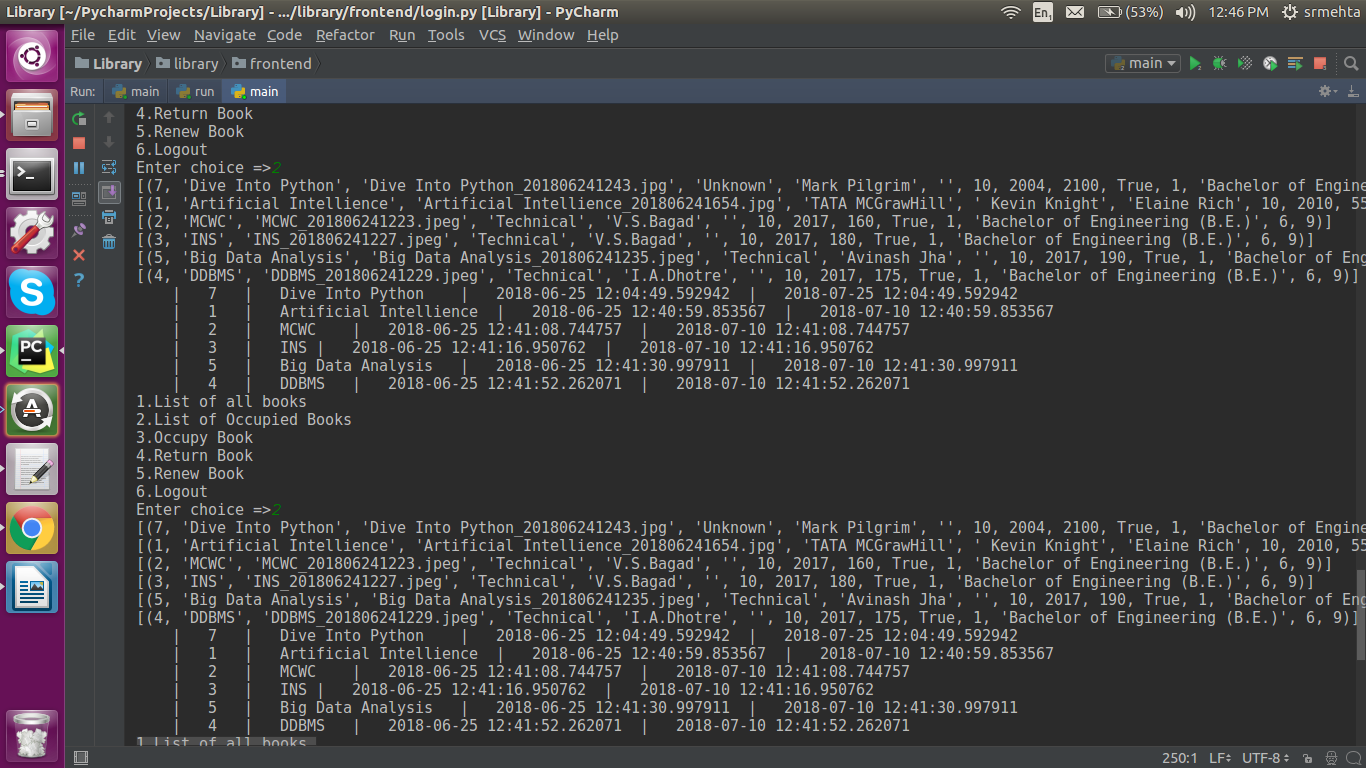 Library [~/PycharmProjects/Library] - .../library/frontend/login.py [Library] - PyCharm
En1 (53%) 12:46 PM srmehta
File Edit View Navigate Code Refactor Run Tools VCS Window Help
Library library frontend main
Run: main run main
4.Return Book
5.Renew Book
6.Logout
Enter choice =>2
[(7, 'Dive Into Python', 'Dive Into Python_201806241243.jpg', 'Unknown', 'Mark Pilgrim', '', 10, 2004, 2100, True, 1, 'Bachelor of Engine
[(1, 'Artificial Intellience', 'Artificial Intellience_201806241654.jpg', 'TATA MCGrawHill', ' Kevin Knight', 'Elaine Rich', 10, 2010, 55
[(2, 'MCWC', 'MCWC_201806241223.jpeg', 'Technical', 'V.S.Bagad', '', 10, 2017, 160, True, 1, 'Bachelor of Engineering (B.E.)', 6, 9)]
[(3, 'INS', 'INS_201806241227.jpeg', 'Technical', 'V.S.Bagad', '', 10, 2017, 180, True, 1, 'Bachelor of Engineering (B.E.)', 6, 9)]
[(5, 'Big Data Analysis', 'Big Data Analysis_201806241235.jpeg', 'Technical', 'Avinash Jha', '', 10, 2017, 190, True, 1, 'Bachelor of Eng
[(4, 'DDBMS', 'DDBMS_201806241229.jpeg', 'Technical', 'I.A.Dhotre', '', 10, 2017, 175, True, 1, 'Bachelor of Engineering (B.E.)', 6, 9)]
| 7 | Dive Into Python | 2018-06-25 12:04:49.592942 | 2018-07-25 12:04:49.592942
| 1 | Artificial Intellience | 2018-06-25 12:40:59.853567 | 2018-07-10 12:40:59.853567
| 2 | MCWC | 2018-06-25 12:41:08.744757 | 2018-07-10 12:41:08.744757
| 3 | INS | 2018-06-25 12:41:16.950762 | 2018-07-10 12:41:16.950762
| 5 | Big Data Analysis | 2018-06-25 12:41:30.997911 | 2018-07-10 12:41:30.997911
| 4 | DDBMS | 2018-06-25 12:41:52.262071 | 2018-07-10 12:41:52.262071
1.List of all books
2.List of Occupied Books
3.Occupy Book
4.Return Book
5.Renew Book
6.Logout
Enter choice =>2
[(7, 'Dive Into Python', 'Dive Into Python_201806241243.jpg', 'Unknown', 'Mark Pilgrim', '', 10, 2004, 2100, True, 1, 'Bachelor of Engine
[(1, 'Artificial Intellience', 'Artificial Intellience_201806241654.jpg', 'TATA MCGrawHill', ' Kevin Knight', 'Elaine Rich', 10, 2010, 55
[(2, 'MCWC', 'MCWC_201806241223.jpeg', 'Technical', 'V.S.Bagad', '', 10, 2017, 160, True, 1, 'Bachelor of Engineering (B.E.)', 6, 9)]
[(3, 'INS', 'INS_201806241227.jpeg', 'Technical', 'V.S.Bagad', '', 10, 2017, 180, True, 1, 'Bachelor of Engineering (B.E.)', 6, 9)]
[(5, 'Big Data Analysis', 'Big Data Analysis_201806241235.jpeg', 'Technical', 'Avinash Jha', '', 10, 2017, 190, True, 1, 'Bachelor of Eng
[(4, 'DDBMS', 'DDBMS_201806241229.jpeg', 'Technical', 'I.A.Dhotre', '', 10, 2017, 175, True, 1, 'Bachelor of Engineering (B.E.)', 6, 9)]
| 7 | Dive Into Python | 2018-06-25 12:04:49.592942 | 2018-07-25 12:04:49.592942
| 1 | Artificial Intellience | 2018-06-25 12:40:59.853567 | 2018-07-10 12:40:59.853567
| 2 | MCWC | 2018-06-25 12:41:08.744757 | 2018-07-10 12:41:08.744757
| 3 | INS | 2018-06-25 12:41:16.950762 | 2018-07-10 12:41:16.950762
| 5 | Big Data Analysis | 2018-06-25 12:41:30.997911 | 2018-07-10 12:41:30.997911
| 4 | DDBMS | 2018-06-25 12:41:52.262071 | 2018-07-10 12:41:52.262071
1.List of all books
250:1 LF UTF-8